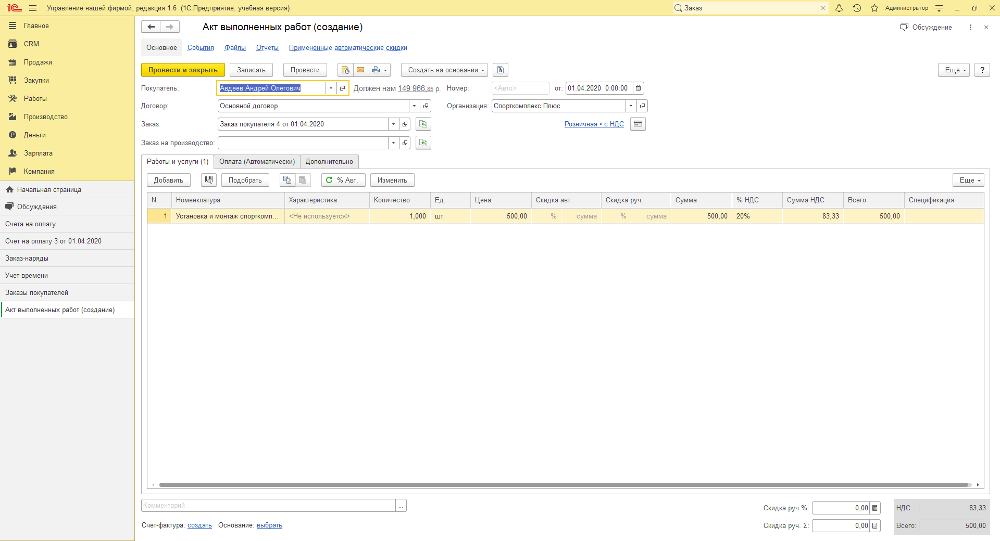 1С Управление нашей фирмой, редакция 1.6 (1С:Предприятие, учебная версия) Заказ Администратор
Главное
CRM
Продажи
Закупки
Работы
Производство
Деньги
Зарплата
Компания
Начальная страница
Обсуждения
Счета на оплату
Счет на оплату 3 от 01.04.2020
Заказ-наряды
Учет времени
Заказы покупателей
Акт выполненных работ (создание)
Акт выполненных работ (создание) Обсуждение
Основное События Файлы Отчеты Примененные автоматические скидки
Провести и закрыть Записать Провести Создать на основании Еще ?
Покупатель: Авдеев Андрей Олегович Должен нам 149 966,85 р. Номер: <Авто> от: 01.04.2020 0:00:00
Договор: Основной договор Организация: Спорткомплекс Плюс
Заказ: Заказ покупателя 4 от 01.04.2020 Розничная • с НДС
Заказ на производство:
Работы и услуги (1) Оплата (Автоматически) Дополнительно
Добавить Подобрать % Авт. Изменить Еще
N Номенклатура Характеристика Количество Ед. Цена Скидка авт. Скидка руч. Сумма % НДС Сумма НДС Всего Спецификация
1 Установка и монтаж спорткомп... <Не используется> 1,000 шт 500,00 % сумма % сумма 500,00 20% 83,33 500,00
Комментарий ...
Скидка руч.%: 0,00 НДС: 83,33
Счет-фактура: создать Основание: выбрать Скидка руч. Σ: 0,00 Всего: 500,00